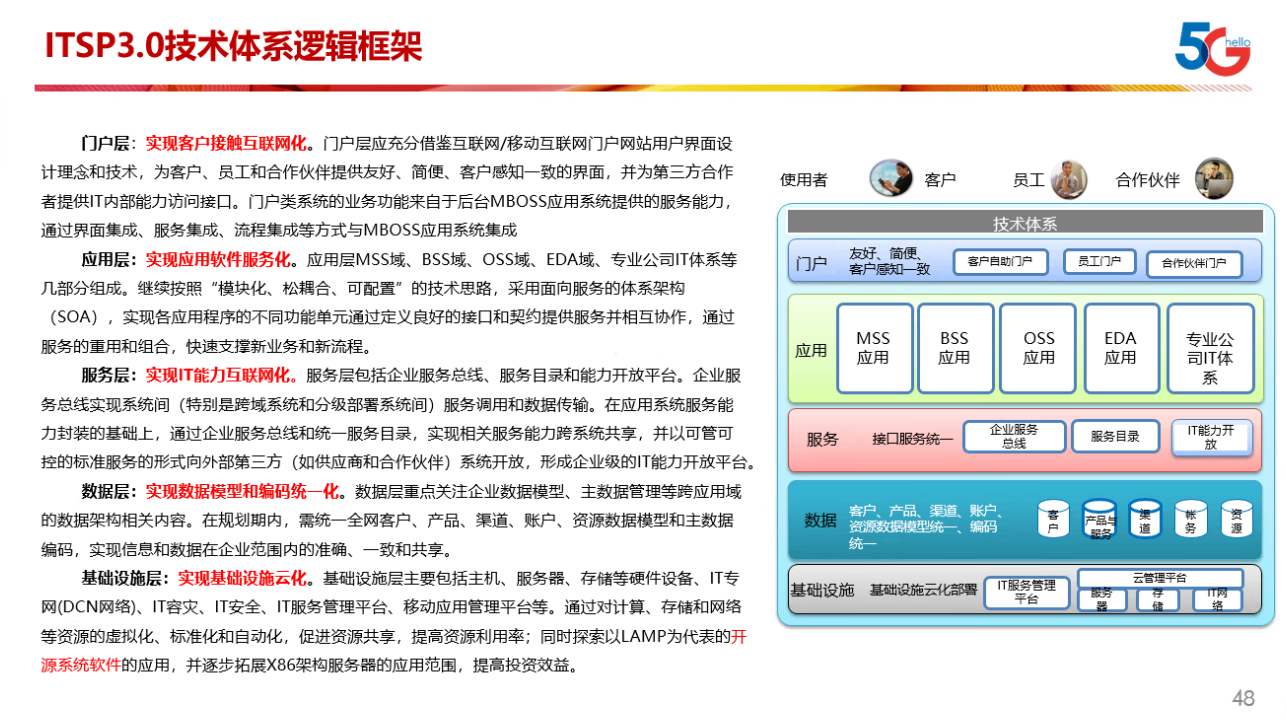 ITSP3.0技术体系逻辑框架
5G hello
门户层：实现客户接触互联网化。门户层应充分借鉴互联网/移动互联网门户网站用户界面设
计理念和技术，为客户、员工和合作伙伴提供友好、简便、客户感知一致的界面，并为第三方合作
者提供IT内部能力访问接口。门户类系统的业务功能来自于后台MBOSS应用系统提供的服务能力，
通过界面集成、服务集成、流程集成等方式与MBOSS应用系统集成
应用层：实现应用软件服务化。应用层MSS域、BSS域、OSS域、EDA域、专业公司IT体系等
几部分组成。继续按照“模块化、松耦合、可配置”的技术思路，采用面向服务的体系架构
（SOA），实现各应用程序的不同功能单元通过定义良好的接口和契约提供服务并相互协作，通过
服务的重用和组合，快速支撑新业务和新流程。
服务层：实现IT能力互联网化。服务层包括企业服务总线、服务目录和能力开放平台。企业服
务总线实现系统间（特别是跨域系统和分级部署系统间）服务调用和数据传输。在应用系统服务能
力封装的基础上，通过企业服务总线和统一服务目录，实现相关服务能力跨系统共享，并以可管可
控的标准服务的形式向外部第三方（如供应商和合作伙伴）系统开放，形成企业级的IT能力开放平台。
数据层：实现数据模型和编码统一化。数据层重点关注企业数据模型、主数据管理等跨应用域
的数据架构相关内容。在规划期内，需统一全网客户、产品、渠道、账户、资源数据模型和主数据
编码，实现信息和数据在企业范围内的准确、一致和共享。
基础设施层：实现基础设施云化。基础设施层主要包括主机、服务器、存储等硬件设备、IT专
网(DCN网络)、IT容灾、IT安全、IT服务管理平台、移动应用管理平台等。通过对计算、存储和网络
等资源的虚拟化、标准化和自动化，促进资源共享，提高资源利用率；同时探索以LAMP为代表的开
源系统软件的应用，并逐步拓展X86架构服务器的应用范围，提高投资效益。
使用者 客户 员工 合作伙伴
技术体系
门户
友好、简便、
客户感知一致
客户自助门户
员工门户
合作伙伴门户
应用
MSS
应用
BSS
应用
OSS
应用
EDA
应用
专业公
司IT体
系
服务
接口服务统一
企业服务
总线
服务目录
IT能力开
放
数据
客户、产品、渠道、账户、
资源数据模型统一、编码
统一
客
户
产品与
服务
渠
道
帐
务
资
源
基础设施
基础设施云化部署
IT服务管理
平台
云管理平台
服务
器
存
储
IT网
络
48